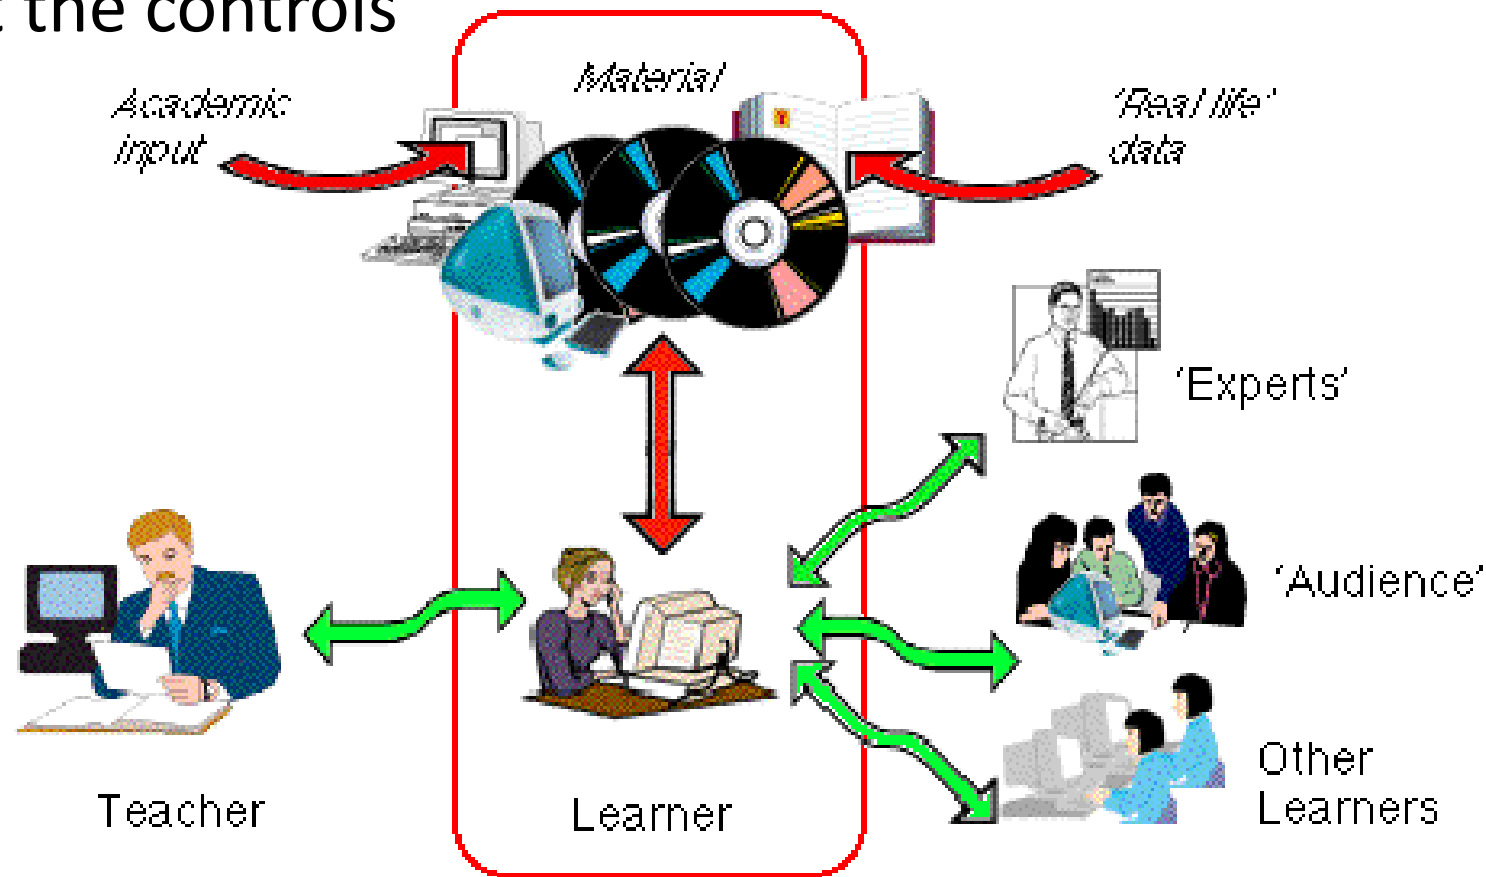 the controls
Material
Academic
input
'Real life'
data
'Experts'
'Audience'
Other
Learners
Teacher
Learner